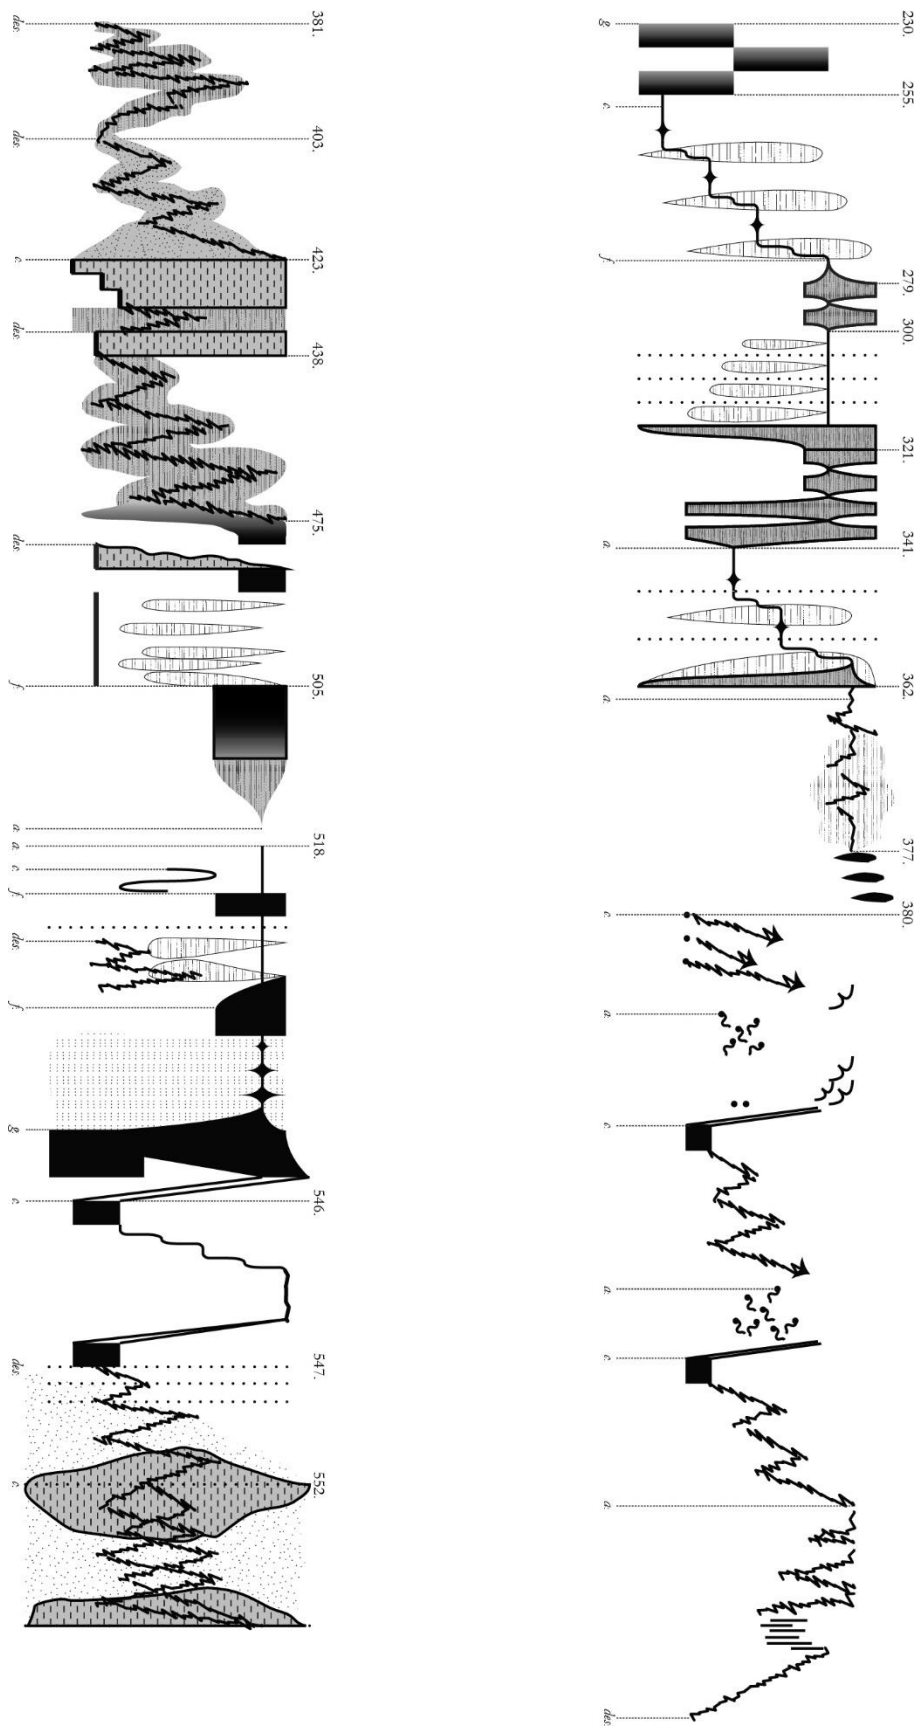 230. 255. 279. 300. 321. 341. 362. 377. 380.
g. c. f. a. a. c. a. c. a. c. a. des.
381. 403. 423. 438. 475. 505. 518. 546. 547. 552.
des. des. c. des. des. f. a. a. c. f. des. f. g. c. des. c.